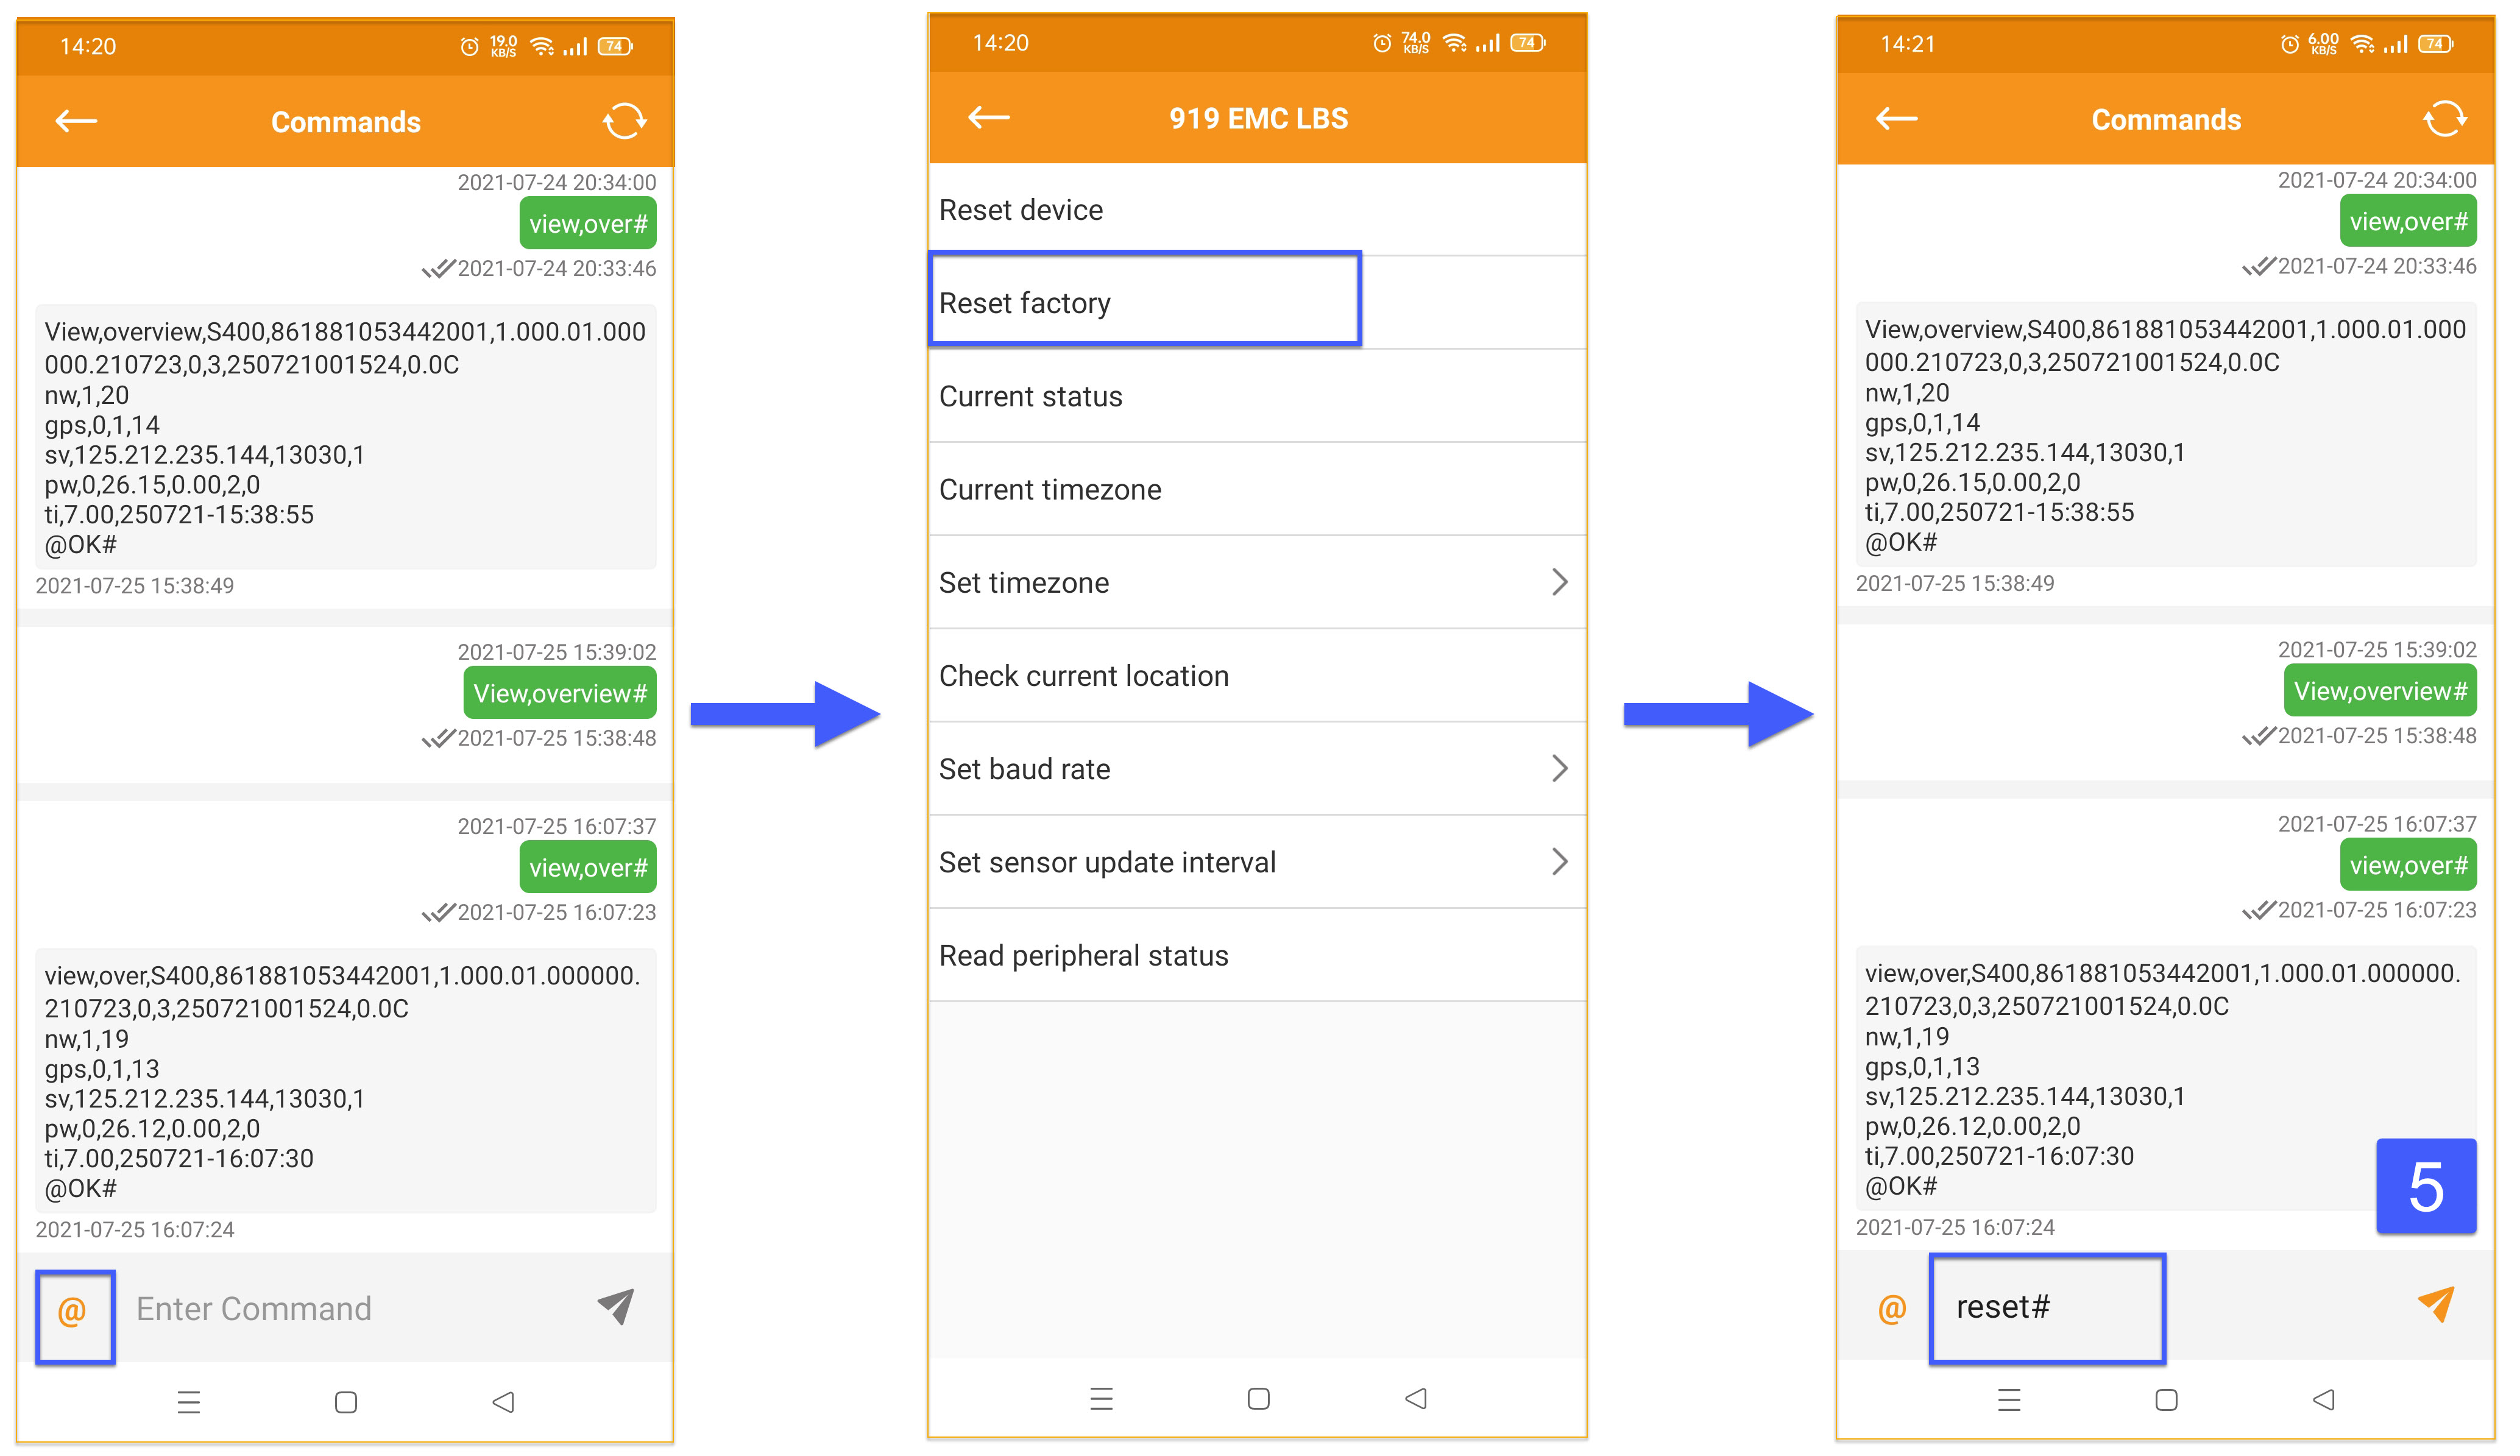 14:20
19.0
KB/S
74
Commands
2021-07-24 20:34:00
view,over#
2021-07-24 20:33:46
View,overview,S400,861881053442001,1.000.01.000
000.210723,0,3,250721001524,0.0C
nw,1,20
gps,0,1,14
sv,125.212.235.144,13030,1
pw,0,26.15,0.00,2,0
ti,7.00,250721-15:38:55
@OK#
2021-07-25 15:38:49
2021-07-25 15:39:02
View,overview#
2021-07-25 15:38:48
2021-07-25 16:07:37
view,over#
2021-07-25 16:07:23
view,over,S400,861881053442001,1.000.01.000000.
210723,0,3,250721001524,0.0C
nw,1,19
gps,0,1,13
sv,125.212.235.144,13030,1
pw,0,26.12,0.00,2,0
ti,7.00,250721-16:07:30
@OK#
2021-07-25 16:07:24
@ Enter Command
14:20
74.0
KB/S
74
919 EMC LBS
Reset device
Reset factory
Current status
Current timezone
Set timezone
Check current location
Set baud rate
Set sensor update interval
Read peripheral status
14:21
6.00
KB/S
74
Commands
2021-07-24 20:34:00
view,over#
2021-07-24 20:33:46
View,overview,S400,861881053442001,1.000.01.000
000.210723,0,3,250721001524,0.0C
nw,1,20
gps,0,1,14
sv,125.212.235.144,13030,1
pw,0,26.15,0.00,2,0
ti,7.00,250721-15:38:55
@OK#
2021-07-25 15:38:49
2021-07-25 15:39:02
View,overview#
2021-07-25 15:38:48
2021-07-25 16:07:37
view,over#
2021-07-25 16:07:23
view,over,S400,861881053442001,1.000.01.000000.
210723,0,3,250721001524,0.0C
nw,1,19
gps,0,1,13
sv,125.212.235.144,13030,1
pw,0,26.12,0.00,2,0
ti,7.00,250721-16:07:30
@OK#
5
2021-07-25 16:07:24
@ reset#